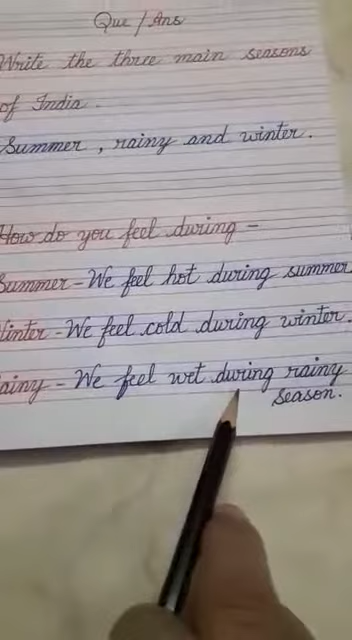 Que / Ans
Write the three main seasons
of India.
Summer, rainy and winter.
How do you feel during -
Summer - We feel hot during summer
Winter - We feel cold during winter.
ainy - We feel wet during rainy
season.